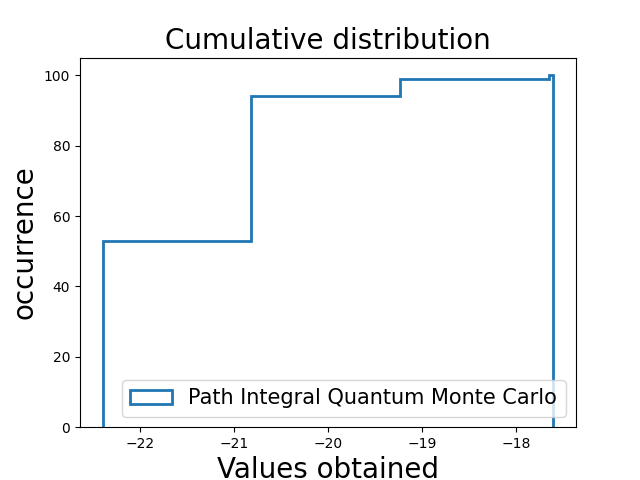 Cumulative distribution
occurrence
100
80
60
40
20
0
Path Integral Quantum Monte Carlo
−22 −21 −20 −19 −18
Values obtained